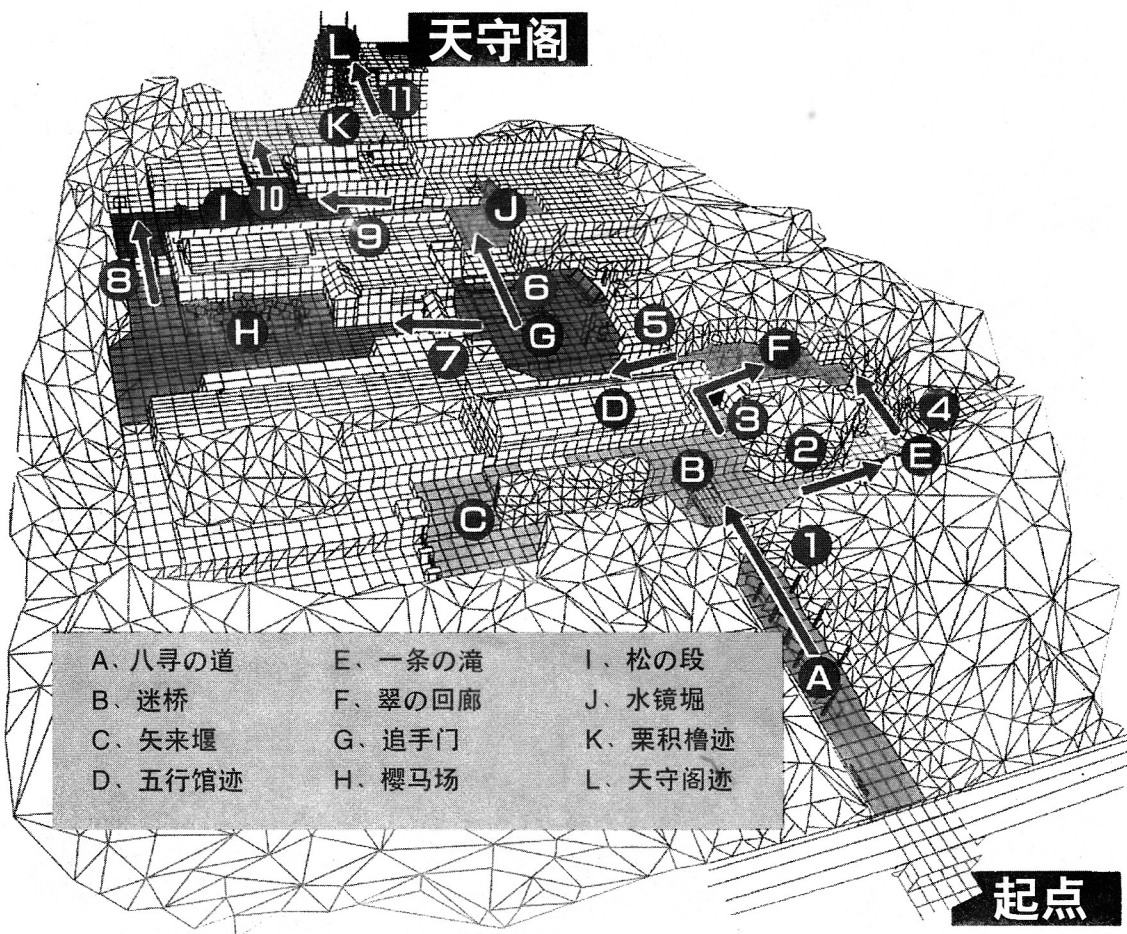 天守阁
L
11
K
10
I
9
J
8
6
H
7
G
5
F
D
3
4
2
E
B
C
1
A
A、八寻の道
B、迷桥
C、矢来堰
D、五行馆迹
E、一条の滝
F、翠の回廊
G、追手门
H、樱马场
I、松の段
J、水镜堀
K、栗积橹迹
L、天守阁迹
起点